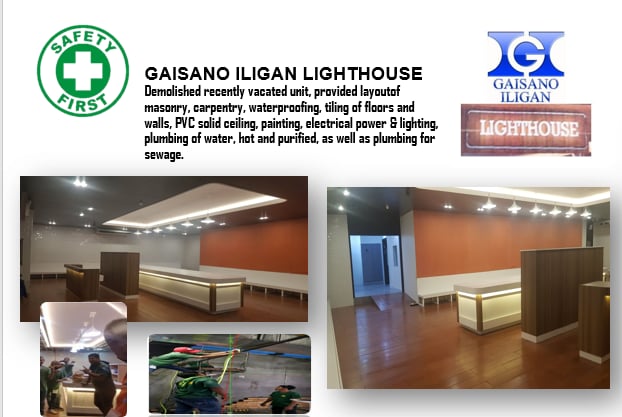 SAFETY
FIRST
GAISANO ILIGAN LIGHTHOUSE
Demolished recently vacated unit, provided layoutof
masonry, carpentry, waterproofing, tiling of floors and
walls, PVC solid ceiling, painting, electrical power & lighting,
plumbing of water, hot and purified, as well as plumbing for
sewage.
G
GAISANO
ILIGAN
LIGHTHOUSE